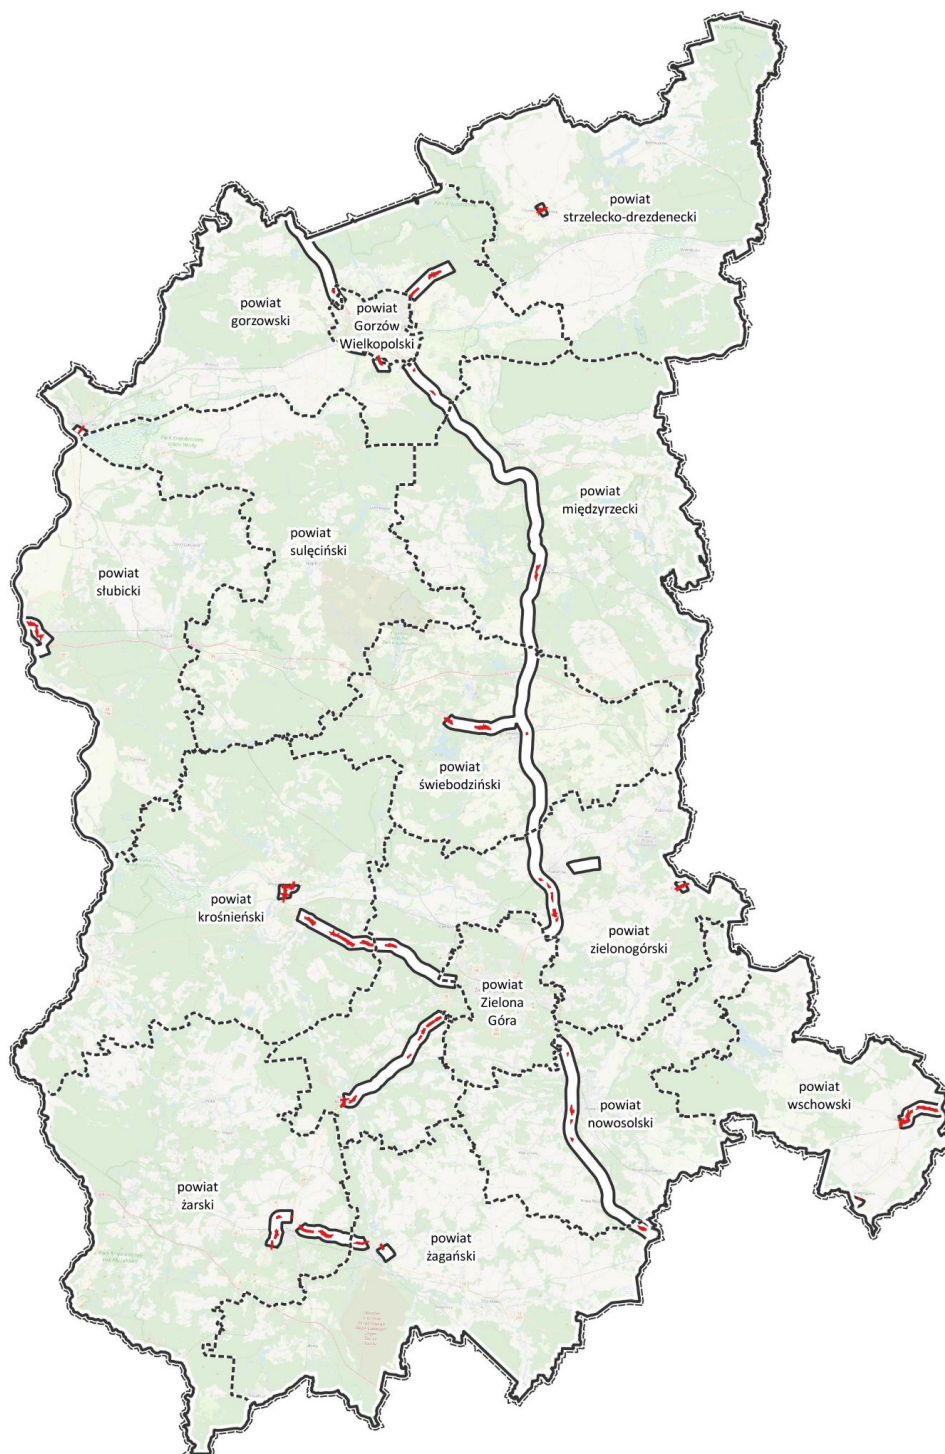 powiat
strzelecko-drezdenecki
powiat
gorzowski
powiat
Gorzów
Wielkopolski
powiat
międzyrzecki
powiat
sulęciński
powiat
słubicki
powiat
świebodziński
powiat
krośnieński
powiat
zielonogórski
powiat
Zielona
Góra
powiat
wschowski
powiat
nowosolski
powiat
żarski
powiat
żagański